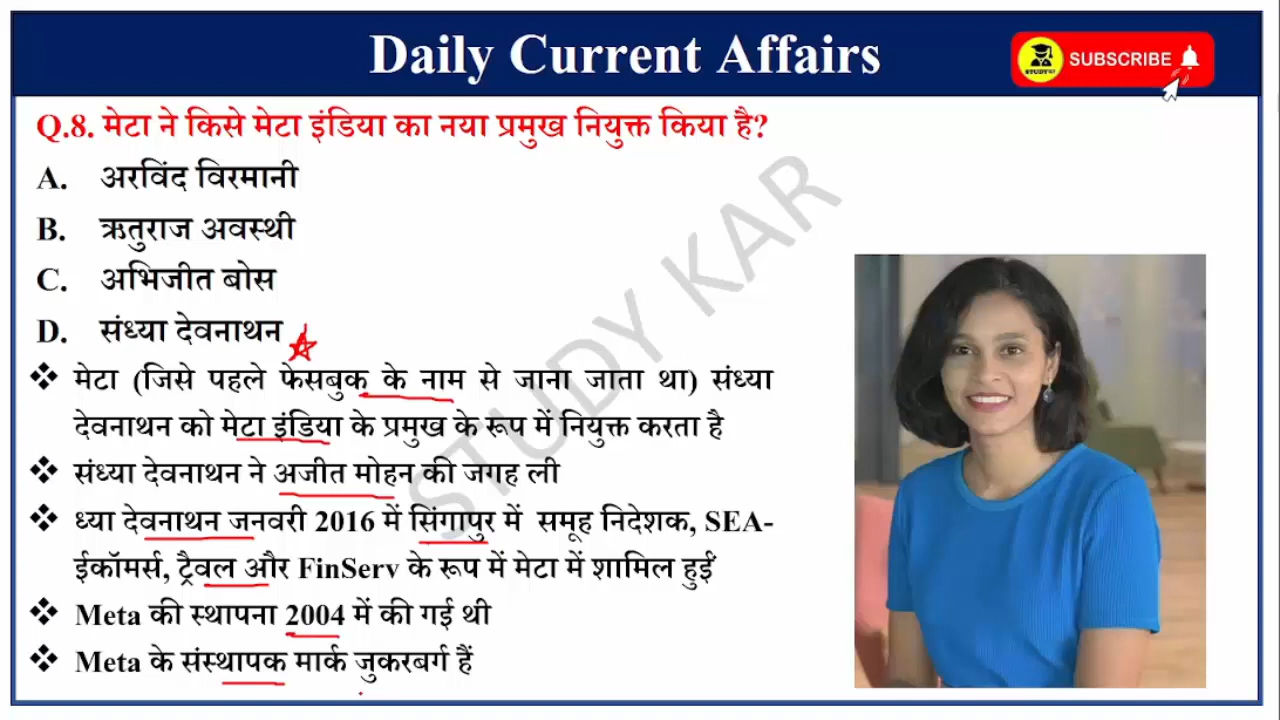 Daily Current Affairs
STUDY
SUBSCRIBE
Q.8. मेटा ने किसे मेटा इंडिया का नया प्रमुख नियुक्त किया है?
A. अरविंद विरमानी
B. ऋतुराज अवस्थी
C. अभिजीत बोस
D. संध्या देवनाथन
❖ मेटा (जिसे पहले फेसबुक के नाम से जाना जाता था) संध्या
देवनाथन को मेटा इंडिया के प्रमुख के रूप में नियुक्त करता है
❖ संध्या देवनाथन ने अजीत मोहन की जगह ली
❖ ध्या देवनाथन जनवरी 2016 में सिंगापुर में समूह निदेशक, SEA-
ईकॉमर्स, ट्रैवल और FinServ के रूप में मेटा में शामिल हुईं
❖ Meta की स्थापना 2004 में की गई थी
❖ Meta के संस्थापक मार्क जुकरबर्ग हैं
STUDY KAR